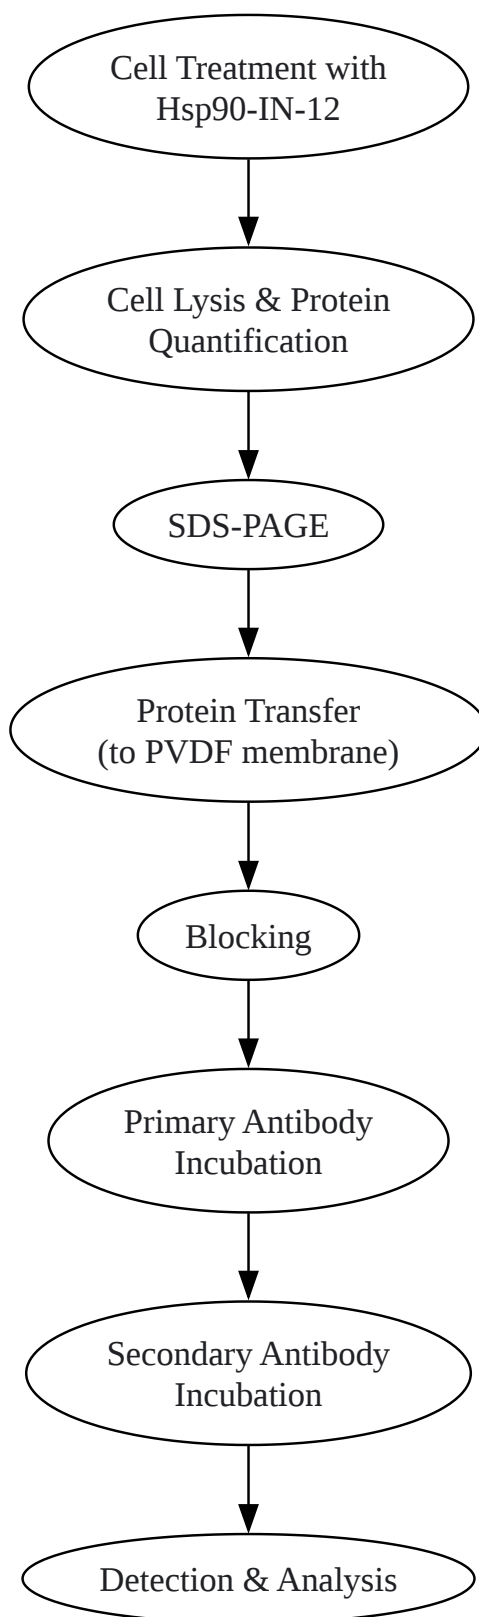 Cell Treatment with
Hsp90-IN-12
Cell Lysis & Protein
Quantification
SDS-PAGE
Protein Transfer
(to PVDF membrane)
Blocking
Primary Antibody
Incubation
Secondary Antibody
Incubation
Detection & Analysis